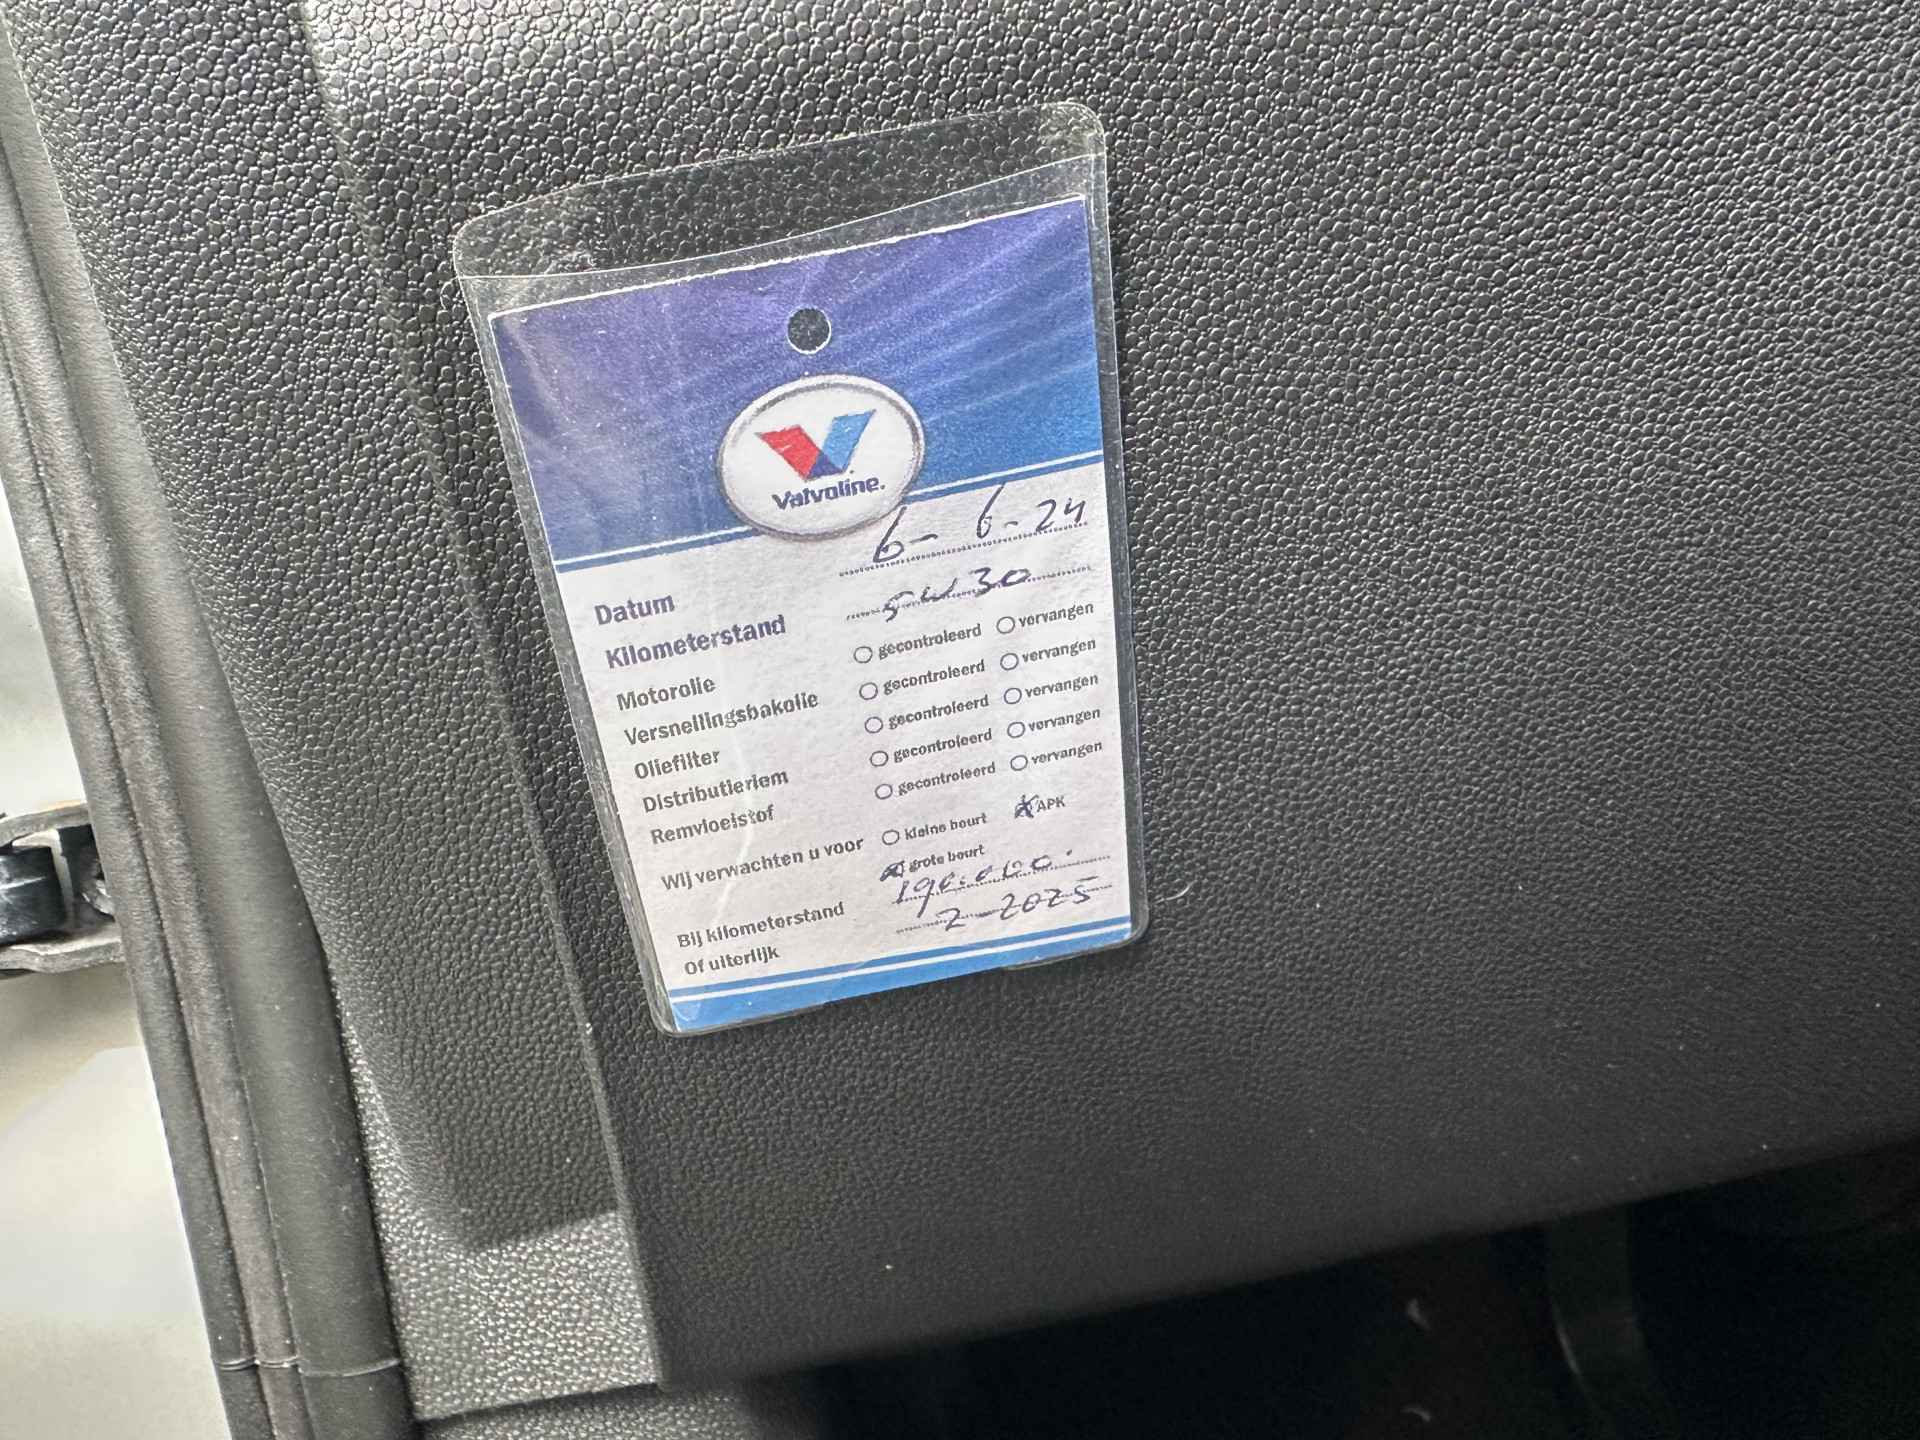 Valvoline.
Datum 6-6-24
Kilometerstand 5w30
Motorolie gecontroleerd vervangen
Versnellingsbakolie gecontroleerd vervangen
Oliefilter gecontroleerd vervangen
Distributieriem gecontroleerd vervangen
Remvloeistof gecontroleerd vervangen
Wij verwachten u voor kleine beurt APK
grote beurt
Bij kilometerstand 190.000.
Of uiterlijk 2-2025